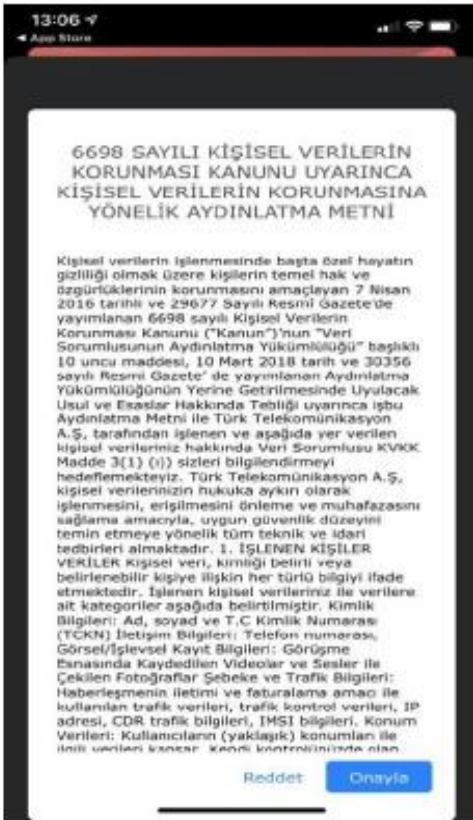 13:06
App Store
6698 SAYILI KİŞİSEL VERİLERİN
KORUNMASI KANUNU UYARINCA
KİŞİSEL VERİLERİN KORUNMASINA
YÖNELİK AYDINLATMA METNİ
Kişisel verilerin işlenmesinde başta özel hayatın
gizliliği olmak üzere kişilerin temel hak ve
özgürlüklerinin korunmasını amaçlayan 7 Nisan
2016 tarihli ve 29677 Sayılı Resmî Gazete'de
yayımlanan 6698 sayılı Kişisel Verilerin
Korunması Kanunu ("Kanun")'nun "Veri
Sorumlusunun Aydınlatma Yükümlülüğü" başlıklı
10 uncu maddesi, 10 Mart 2018 tarih ve 30356
sayılı Resmi Gazete' de yayımlanan Aydınlatma
Yükümlülüğünün Yerine Getirilmesinde Uyulacak
Usul ve Esaslar Hakkında Tebliği uyarınca işbu
Aydınlatma Metni ile Türk Telekomünikasyon
A.Ş, tarafından işlenen ve aşağıda yer verilen
kişisel verileriniz hakkında Veri Sorumlusu KVKK
Madde 3(1) (ı)) sizleri bilgilendirmeyi
hedeflemekteyiz. Türk Telekomünikasyon A.Ş,
kişisel verilerinizin hukuka aykırı olarak
işlenmesini, erişilmesini önleme ve muhafazasını
sağlama amacıyla, uygun güvenlik düzeyini
temin etmeye yönelik tüm teknik ve idari
tedbirleri almaktadır. 1. İŞLENEN KİŞİLER
VERİLER Kişisel veri, kimliği belirli veya
belirlenebilir kişiye ilişkin her türlü bilgiyi ifade
etmektedir. İşlenen kişisel verileriniz ile verilere
ait kategoriler aşağıda belirtilmiştir. Kimlik
Bilgileri: Ad, soyad ve T.C Kimlik Numarası
(TCKN) İletişim Bilgileri: Telefon numarası,
Görsel/İşlevsel Kayıt Bilgileri: Görüşme
Esnasında Kaydedilen Videolar ve Sesler ile
Çekilen Fotoğraflar Şebeke ve Trafik Bilgileri:
Haberleşmenin iletimi ve faturalama amacı ile
kullanılan trafik verileri, trafik kontrol verileri, IP
adresi, CDR trafik bilgileri, IMSI bilgileri. Konum
Verileri: Kullanıcıların (yaklaşık) konumları ile
ilgili verileri kapsar. Kendi kontrolünüzde olan
Reddet
Onayla